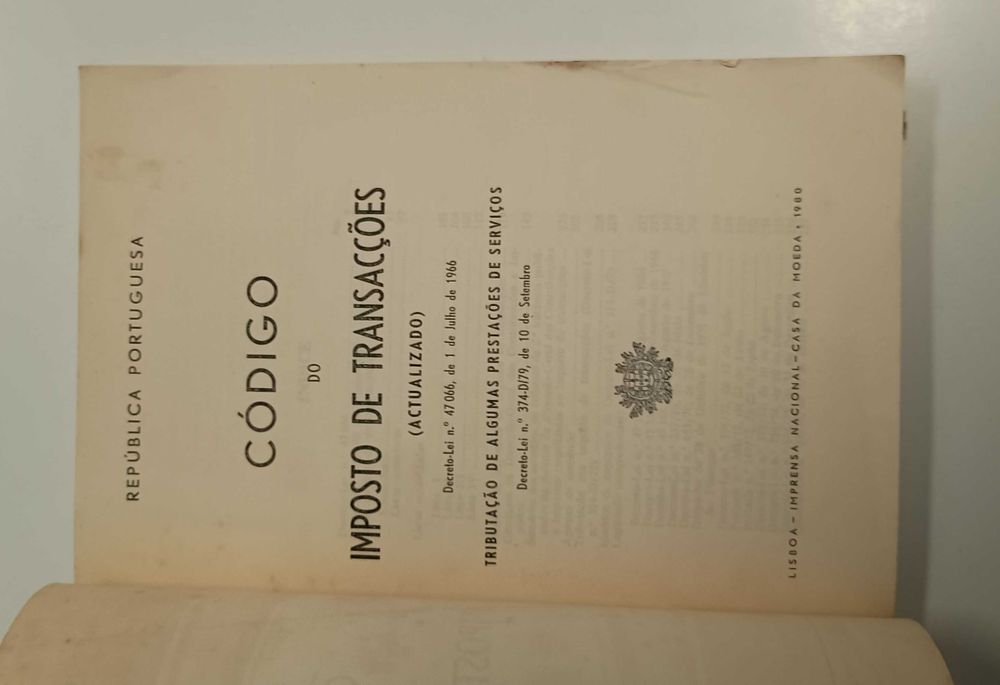 REPÚBLICA PORTUGUESA
CÓDIGO
DO
IMPOSTO DE TRANSACÇÕES
(ACTUALIZADO)
Decreto-Lei n.º 47 066, de 1 de Julho de 1966
TRIBUTAÇÃO DE ALGUMAS PRESTAÇÕES DE SERVIÇOS
Decreto-Lei n.º 374-D/79, de 10 de Setembro
LISBOA - IMPRENSA NACIONAL - CASA DA MOEDA, 1980